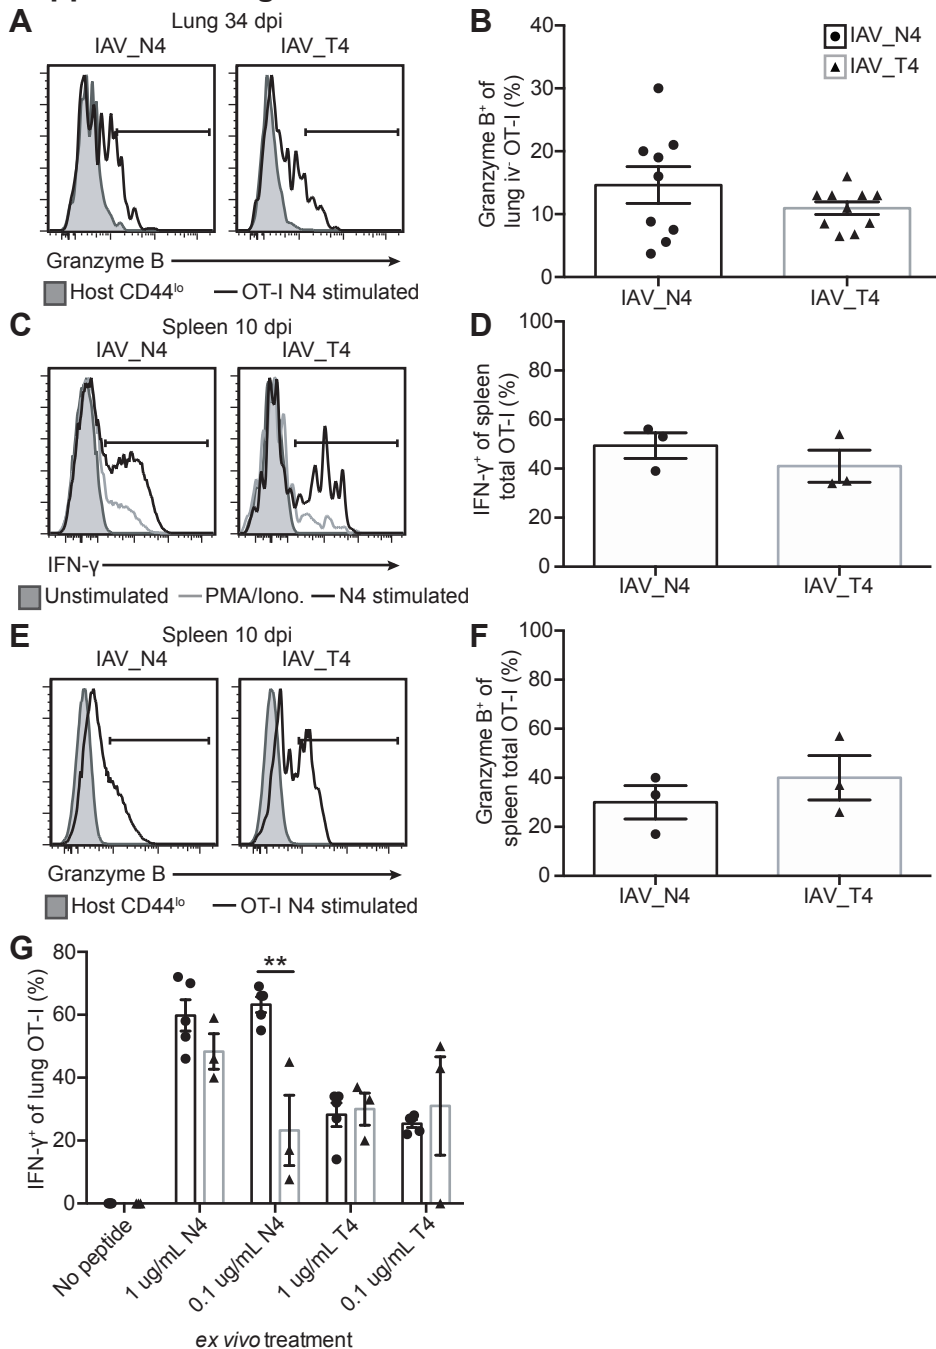 A
Lung 34 dpi
IAV_N4
IAV_T4
Granzyme B
Host CD44lo
OT-I N4 stimulated
B
Granzyme B+ of
lung iv- OT-I (%)
40
30
20
10
0
IAV_N4
IAV_T4
IAV_N4
IAV_T4
C
Spleen 10 dpi
IAV_N4
IAV_T4
IFN-γ
Unstimulated
PMA/Iono.
N4 stimulated
D
IFN-γ+ of spleen
total OT-I (%)
100
80
60
40
20
0
IAV_N4
IAV_T4
E
Spleen 10 dpi
IAV_N4
IAV_T4
Granzyme B
Host CD44lo
OT-I N4 stimulated
F
Granzyme B+ of
spleen total OT-I (%)
100
80
60
40
20
0
IAV_N4
IAV_T4
G
IFN-γ+ of lung OT-I (%)
80
60
40
20
0
**
No peptide
1 ug/mL N4
0.1 ug/mL N4
1 ug/mL T4
0.1 ug/mL T4
ex vivo treatment